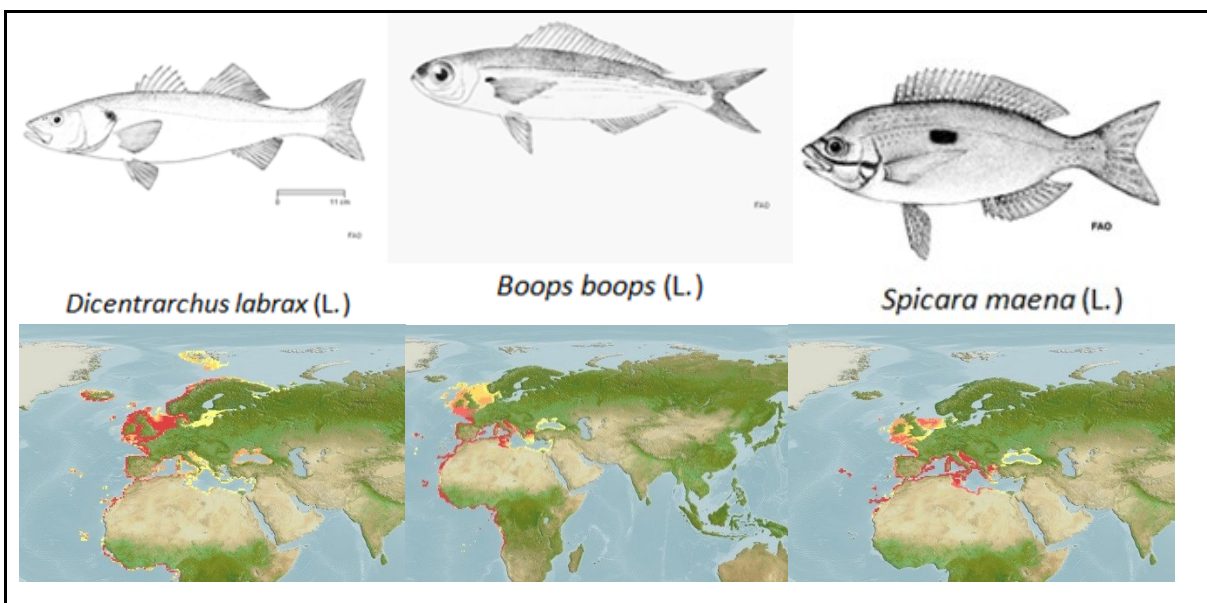 0 11 cm
FAO
FAO
FAO
Dicentrarchus labrax (L.)
Boops boops (L.)
Spicara maena (L.)